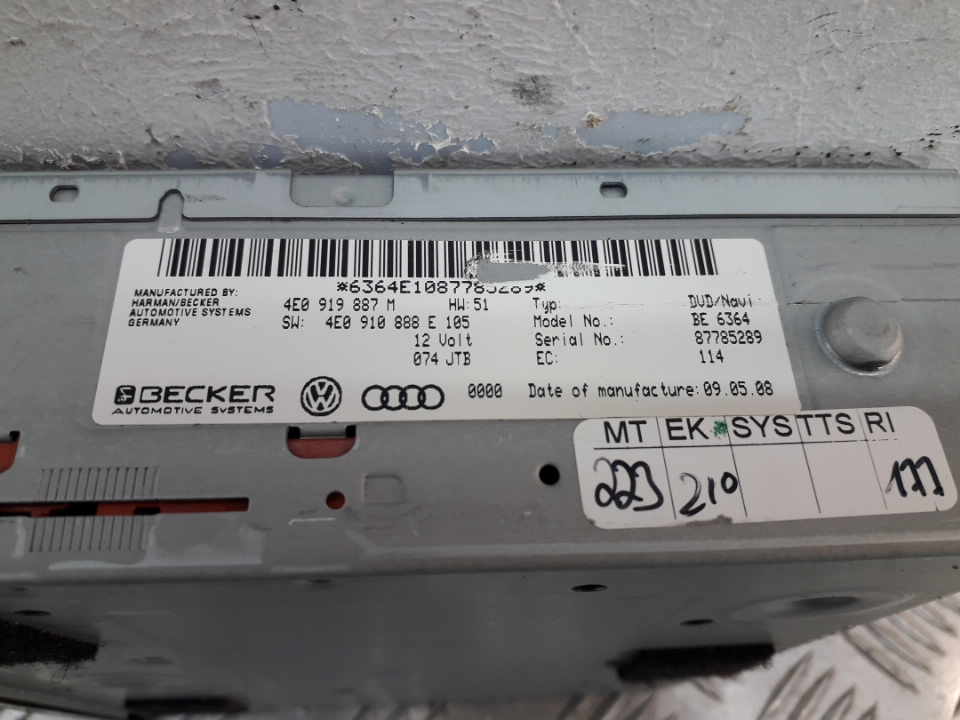 *6364E1087785289*
MANUFACTURED BY:
HARMAN/BECKER
AUTOMOTIVE SYSTEMS
GERMANY
4E0 919 887 M HW:51
SW: 4E0 910 888 E 105
12 Volt
074 JTB
Typ: DVD/Navi
Model No.: BE 6364
Serial No.: 87785289
EC: 114
BECKER
AUTOMOTIVE SYSTEMS
0000 Date of manufacture: 09.05.08
MT EK SYS TTS RI
223 210 177